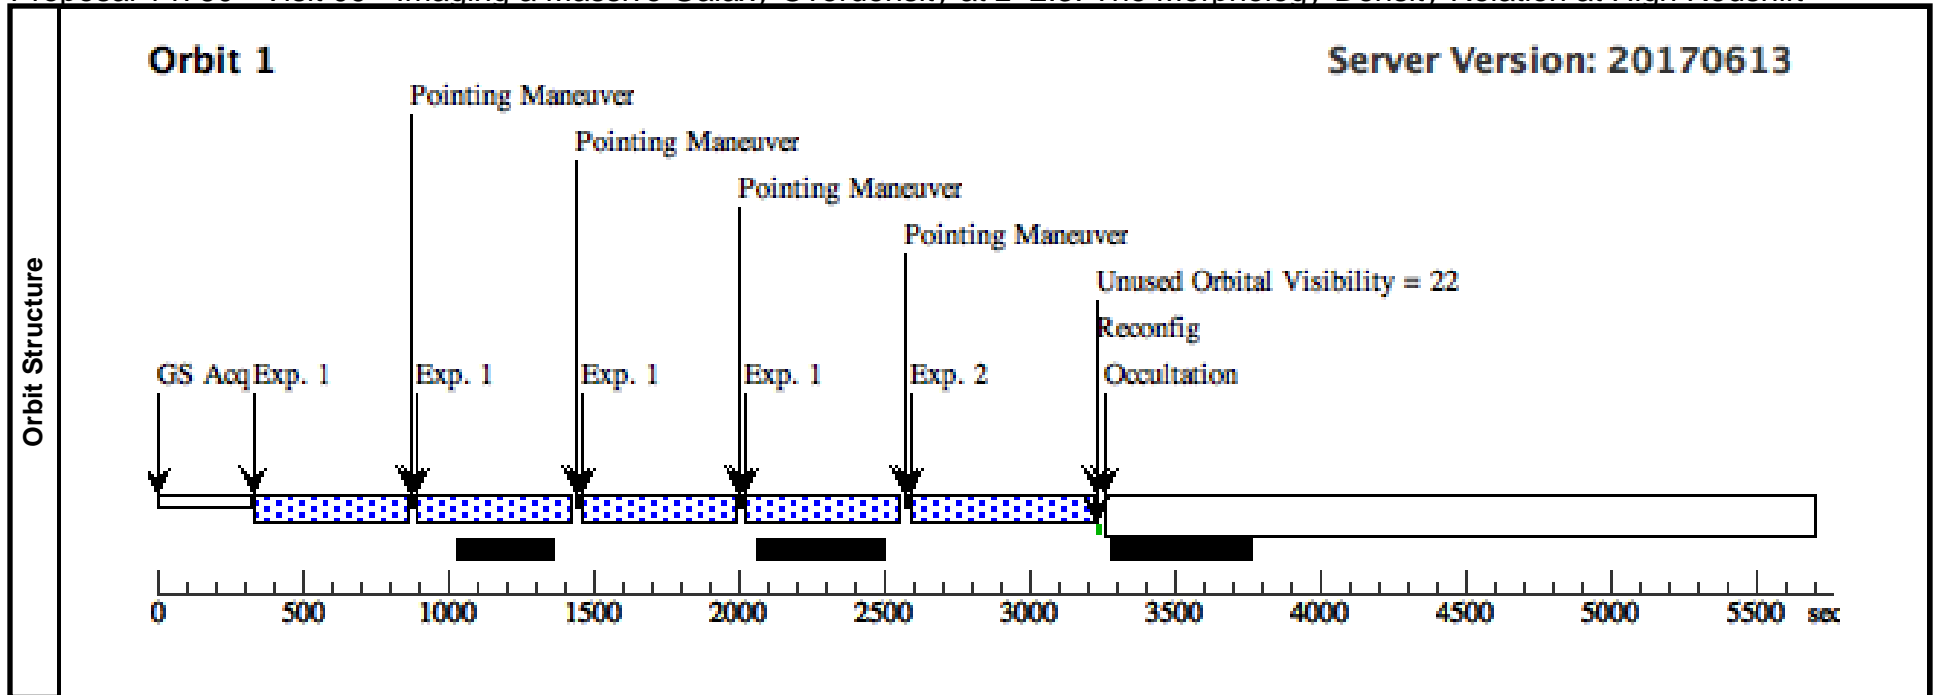 Orbit Structure
Orbit 1
Server Version: 20170613
Pointing Maneuver
Pointing Maneuver
Pointing Maneuver
Pointing Maneuver
Unused Orbital Visibility = 22
Reconfig
GS Acq Exp. 1 Exp. 1 Exp. 1 Exp. 1 Exp. 2 Occultation
0 500 1000 1500 2000 2500 3000 3500 4000 4500 5000 5500 sec